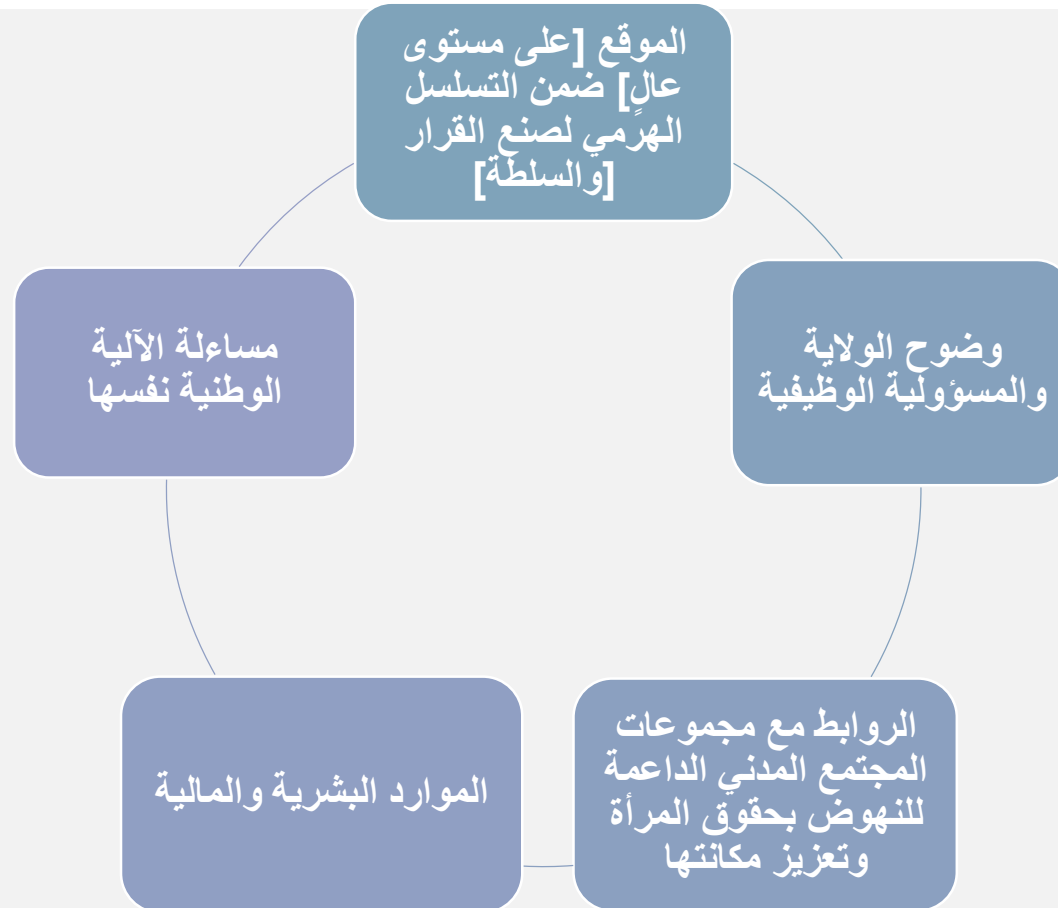 الموقع [على مستوى
عالٍ] ضمن التسلسل
الهرمي لصنع القرار
[والسلطة]
وضوح الولاية
والمسؤولية الوظيفية
الروابط مع مجموعات
المجتمع المدني الداعمة
للنهوض بحقوق المرأة
وتعزيز مكانتها
الموارد البشرية والمالية
مساءلة الآلية
الوطنية نفسها